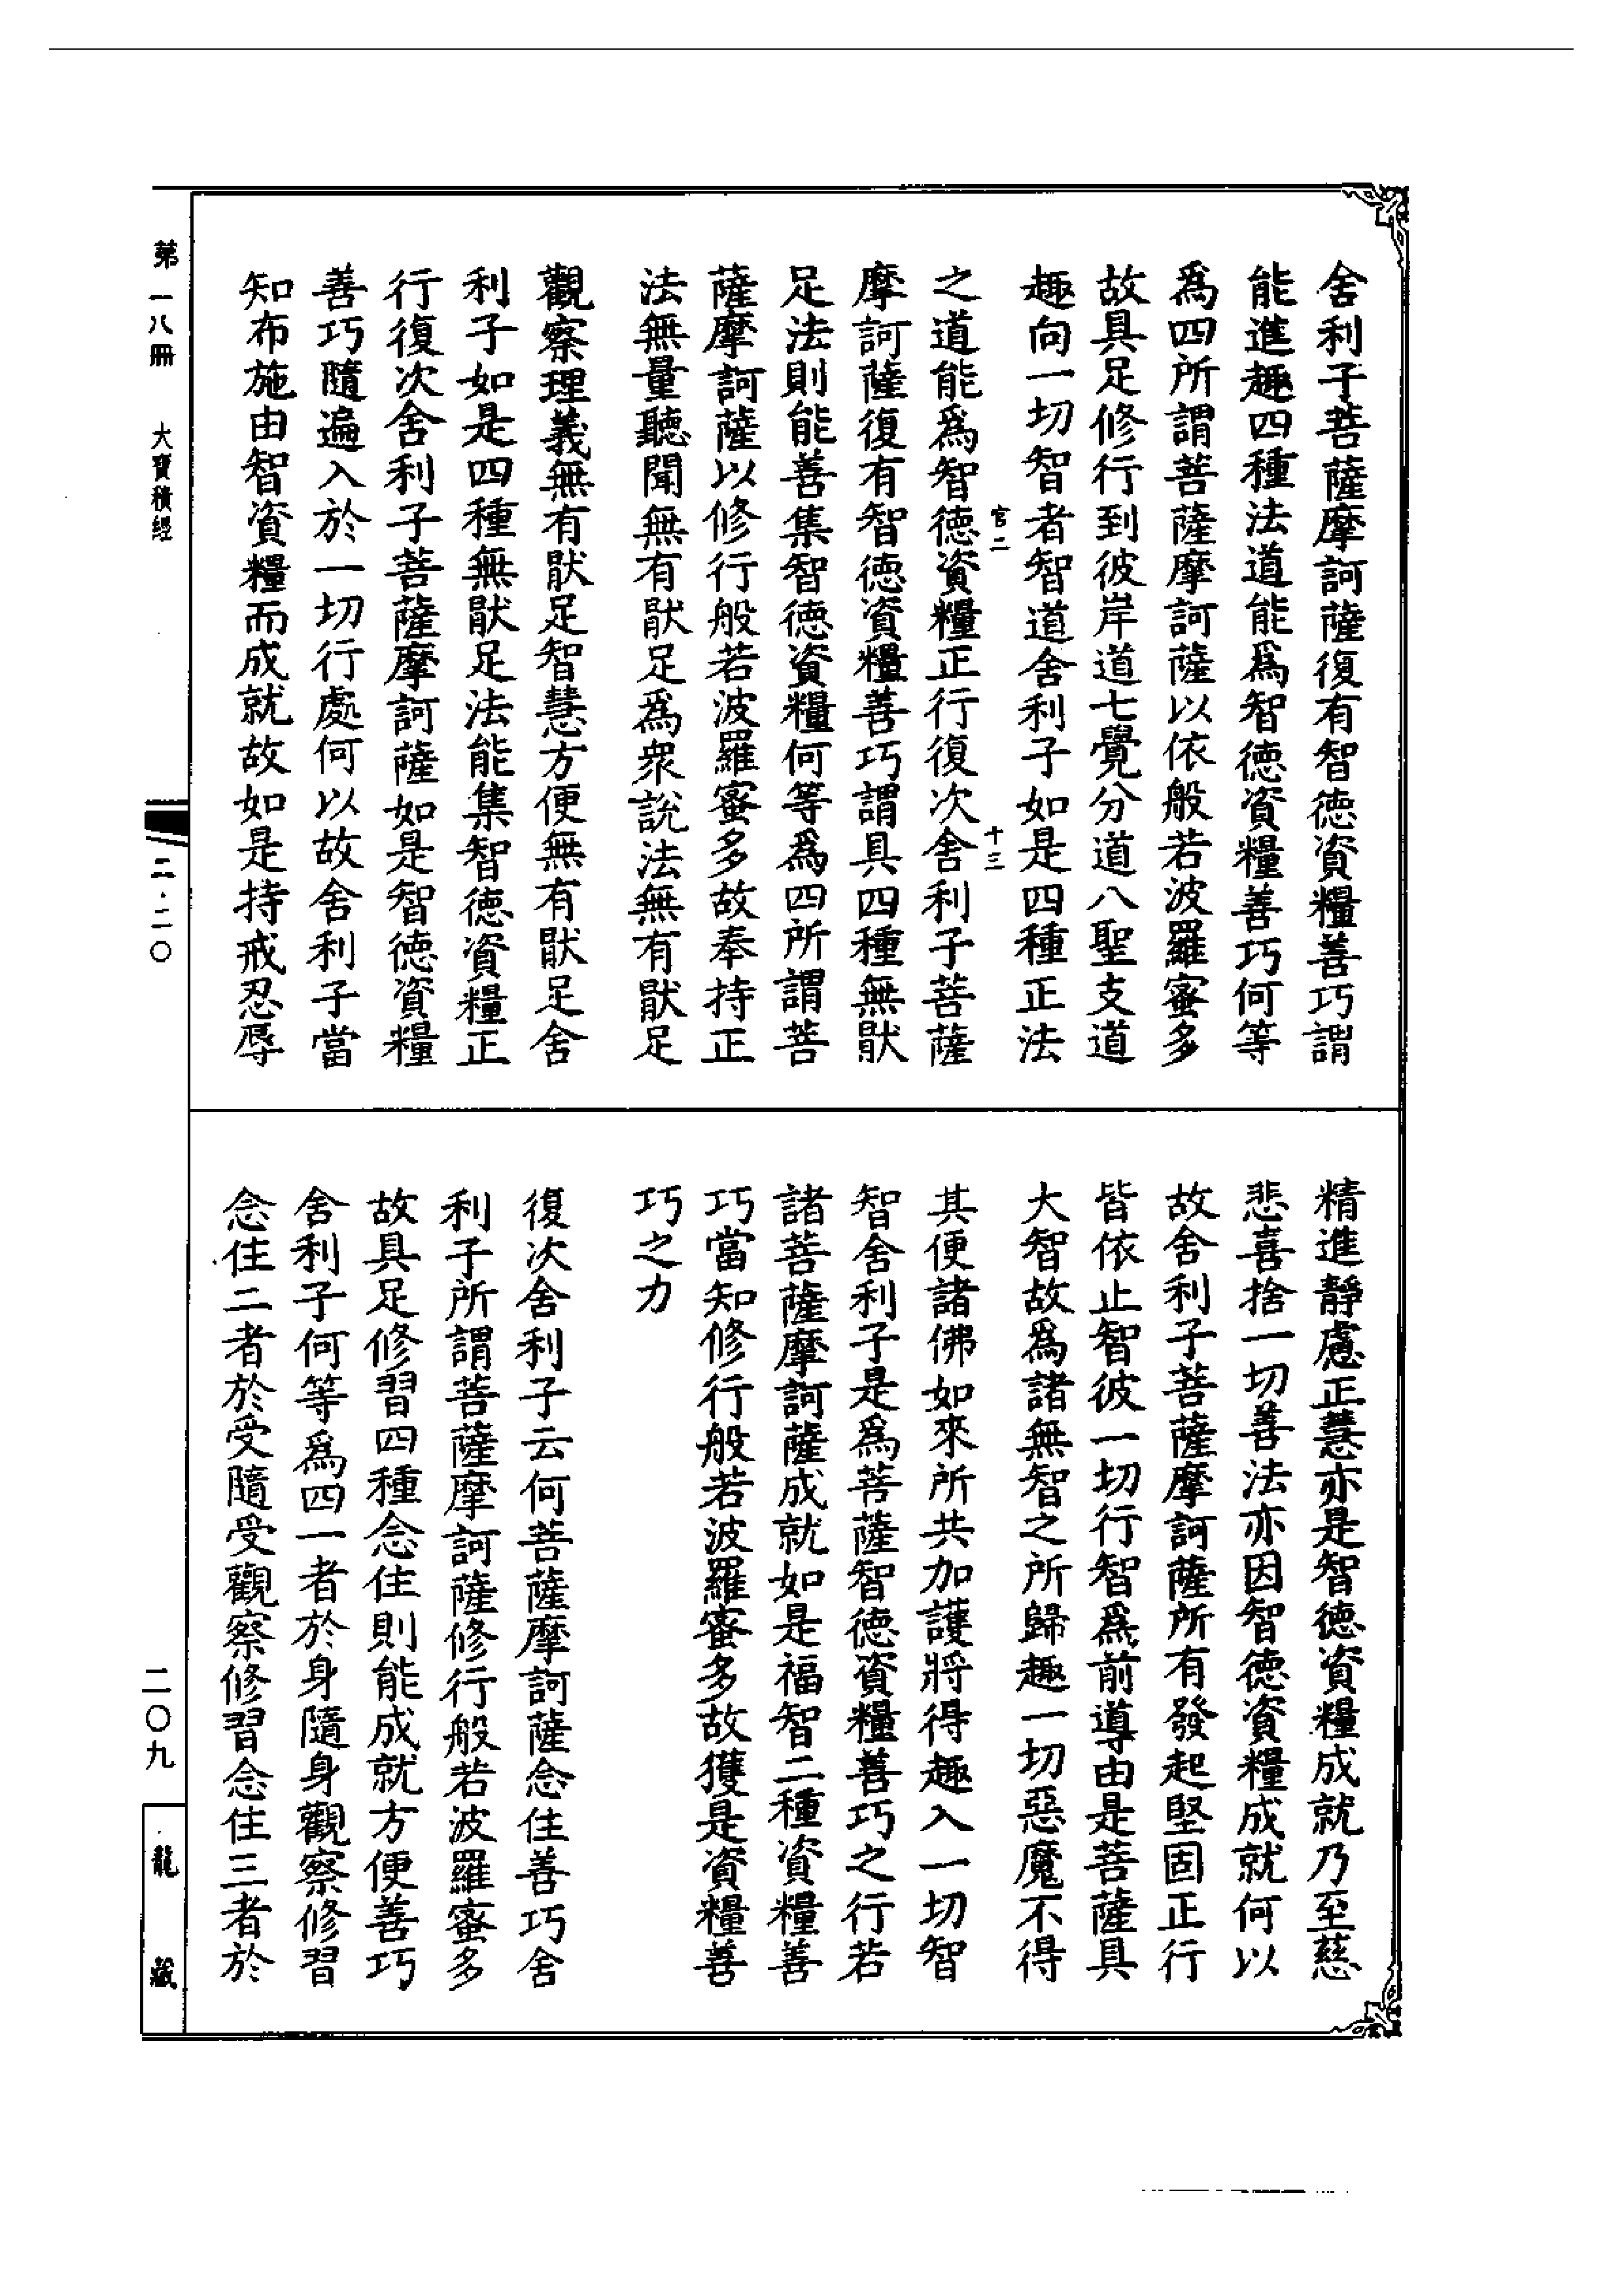 舍利子菩薩摩訶薩復有智德資糧善巧謂
能進趣四種法道能爲智德資糧善巧何等
爲四所謂菩薩摩訶薩以依般若波羅蜜多
故具足修行到彼岸道七覺分道八聖支道
趣向一切智者智道舍利子如是四種正法
官二
十三
之道能爲智德資糧正行復次舍利子菩薩
摩訶薩復有智德資糧善巧謂具四種無猒
足法則能善集智德資糧何等爲四所謂菩
薩摩訶薩以修行般若波羅蜜多故奉持正
法無量聽聞無有猒足爲衆說法無有猒足
觀察理義無有猒足智慧方便無有猒足舍
利子如是四種無猒足法能集智德資糧正
行復次舍利子菩薩摩訶薩如是智德資糧
善巧隨遍入於一切行處何以故舍利子當
知布施由智資糧而成就故如是持戒忍辱
精進靜慮正慧亦是智德資糧成就乃至慈
悲喜捨一切善法亦因智德資糧成就何以
故舍利子菩薩摩訶薩所有發起堅固正行
皆依止智彼一切行智爲前導由是菩薩具
大智故爲諸無智之所歸趣一切惡魔不得
其便諸佛如來所共加護將得趣入一切智
智舍利子是爲菩薩智德資糧善巧之行若
諸菩薩摩訶薩成就如是福智二種資糧善
巧當知修行般若波羅蜜多故獲是資糧善
巧之力
復次舍利子云何菩薩摩訶薩念住善巧舍
利子所謂菩薩摩訶薩修行般若波羅蜜多
故具足修習四種念住則能成就方便善巧
舍利子何等爲四一者於身隨身觀察修習
念住二者於受隨受觀察修習念住三者於
第一八冊
大寶積經
二·二〇
二〇九
龍藏